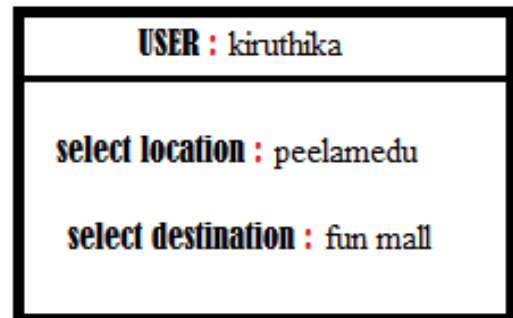 USER : kiruthika
select location : peelamedu
select destination : fun mall